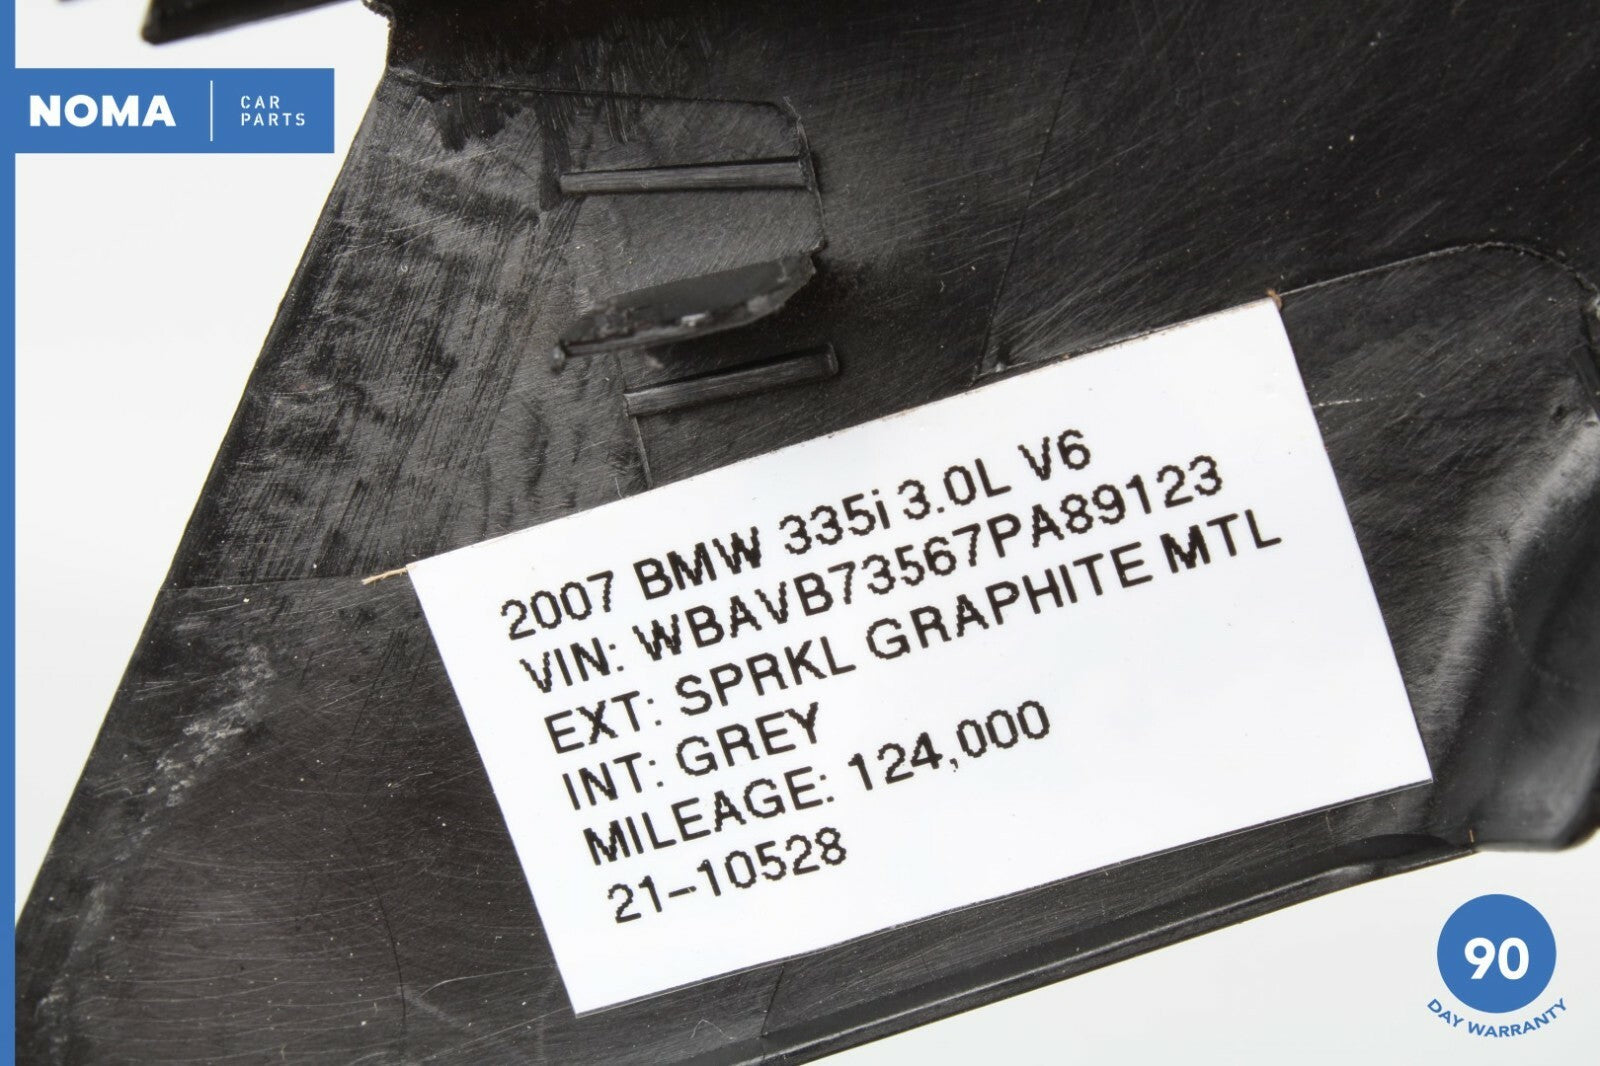 NOMA
CAR
PARTS
2007 BMW 335i 3.0L V6
VIN: WBAVB73567PA89123
EXT: SPRKL GRAPHITE MTL
INT: GREY
MILEAGE: 124,000
21-10528
90
DAY WARRANTY